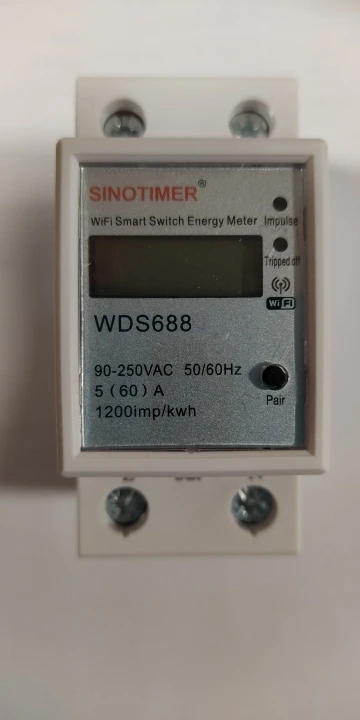 SINOTIMER®
WiFi Smart Switch Energy Meter
Impulse
Tripped off
WiFi
WDS688
90-250VAC 50/60Hz
5 (60) A
1200imp/kwh
Pair